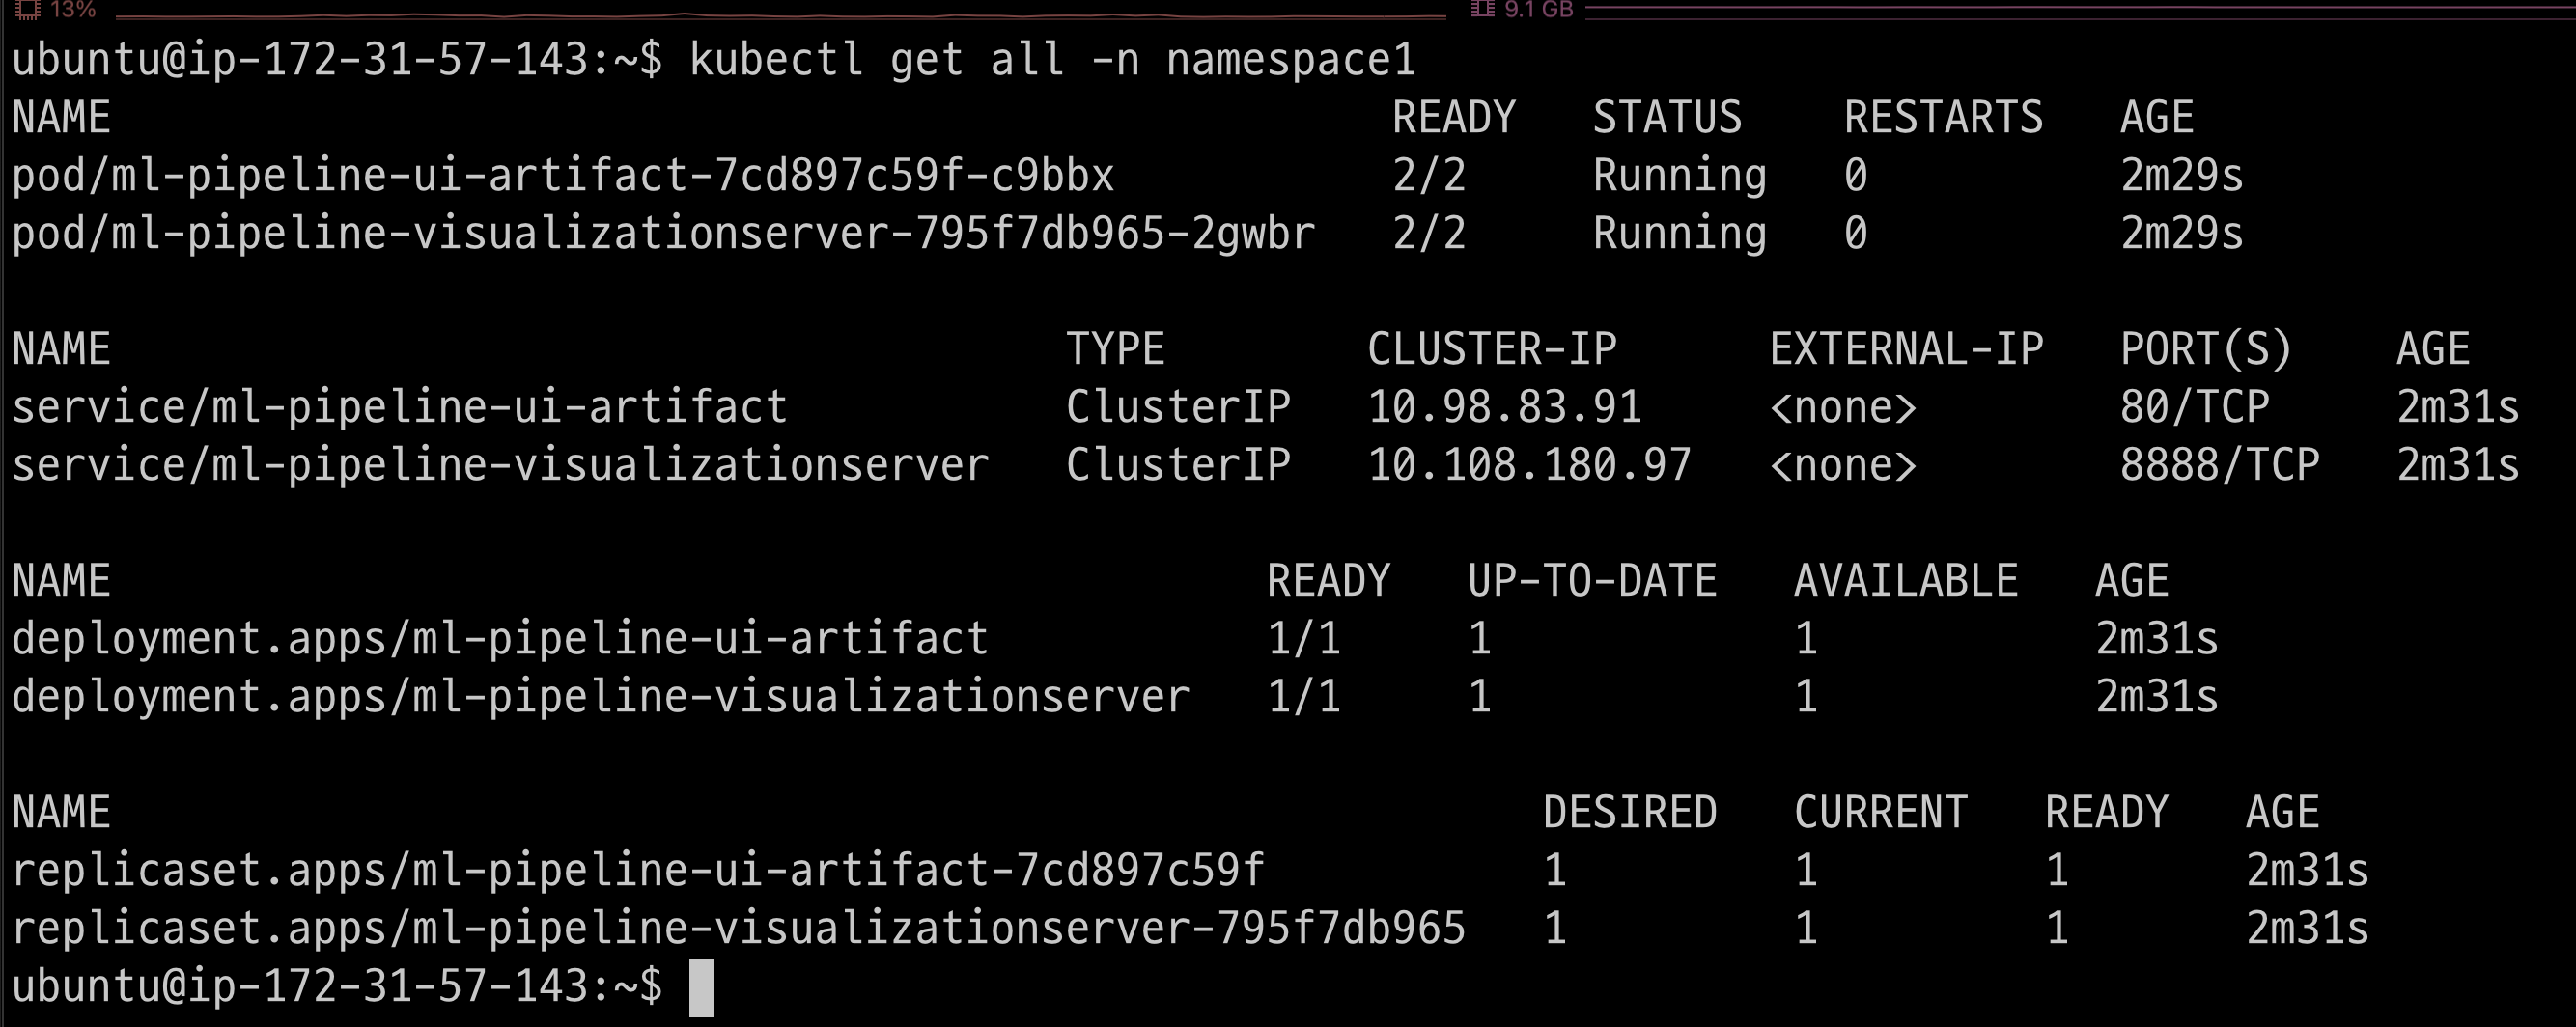 13% 9.1 GB
ubuntu@ip-172-31-57-143:~$ kubectl get all -n namespace1
NAME READY STATUS RESTARTS AGE
pod/ml-pipeline-ui-artifact-7cd897c59f-c9bbx 2/2 Running 0 2m29s
pod/ml-pipeline-visualizationserver-795f7db965-2gwbr 2/2 Running 0 2m29s
NAME TYPE CLUSTER-IP EXTERNAL-IP PORT(S) AGE
service/ml-pipeline-ui-artifact ClusterIP 10.98.83.91 <none> 80/TCP 2m31s
service/ml-pipeline-visualizationserver ClusterIP 10.108.180.97 <none> 8888/TCP 2m31s
NAME READY UP-TO-DATE AVAILABLE AGE
deployment.apps/ml-pipeline-ui-artifact 1/1 1 1 2m31s
deployment.apps/ml-pipeline-visualizationserver 1/1 1 1 2m31s
NAME DESIRED CURRENT READY AGE
replicaset.apps/ml-pipeline-ui-artifact-7cd897c59f 1 1 1 2m31s
replicaset.apps/ml-pipeline-visualizationserver-795f7db965 1 1 1 2m31s
ubuntu@ip-172-31-57-143:~$